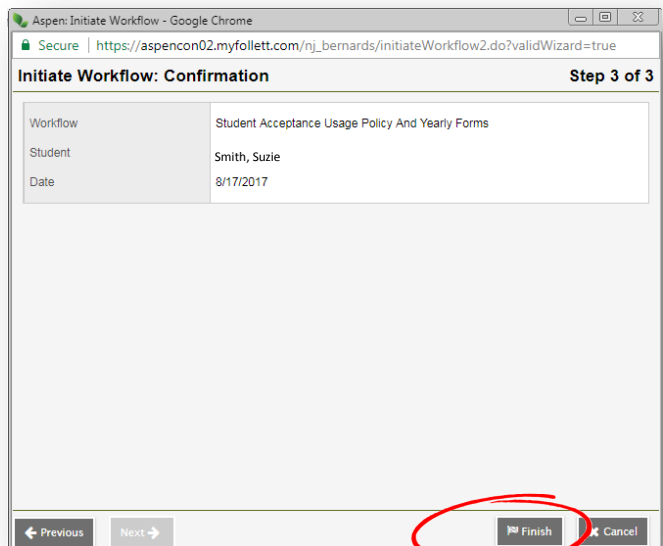 Aspen: Initiate Workflow - Google Chrome
Secure | https://aspencon02.myfollett.com/nj_bernards/initiateWorkflow2.do?validWizard=true
Initiate Workflow: Confirmation Step 3 of 3
Workflow Student Acceptance Usage Policy And Yearly Forms
Student Smith, Suzie
Date 8/17/2017
Previous Next Finish Cancel